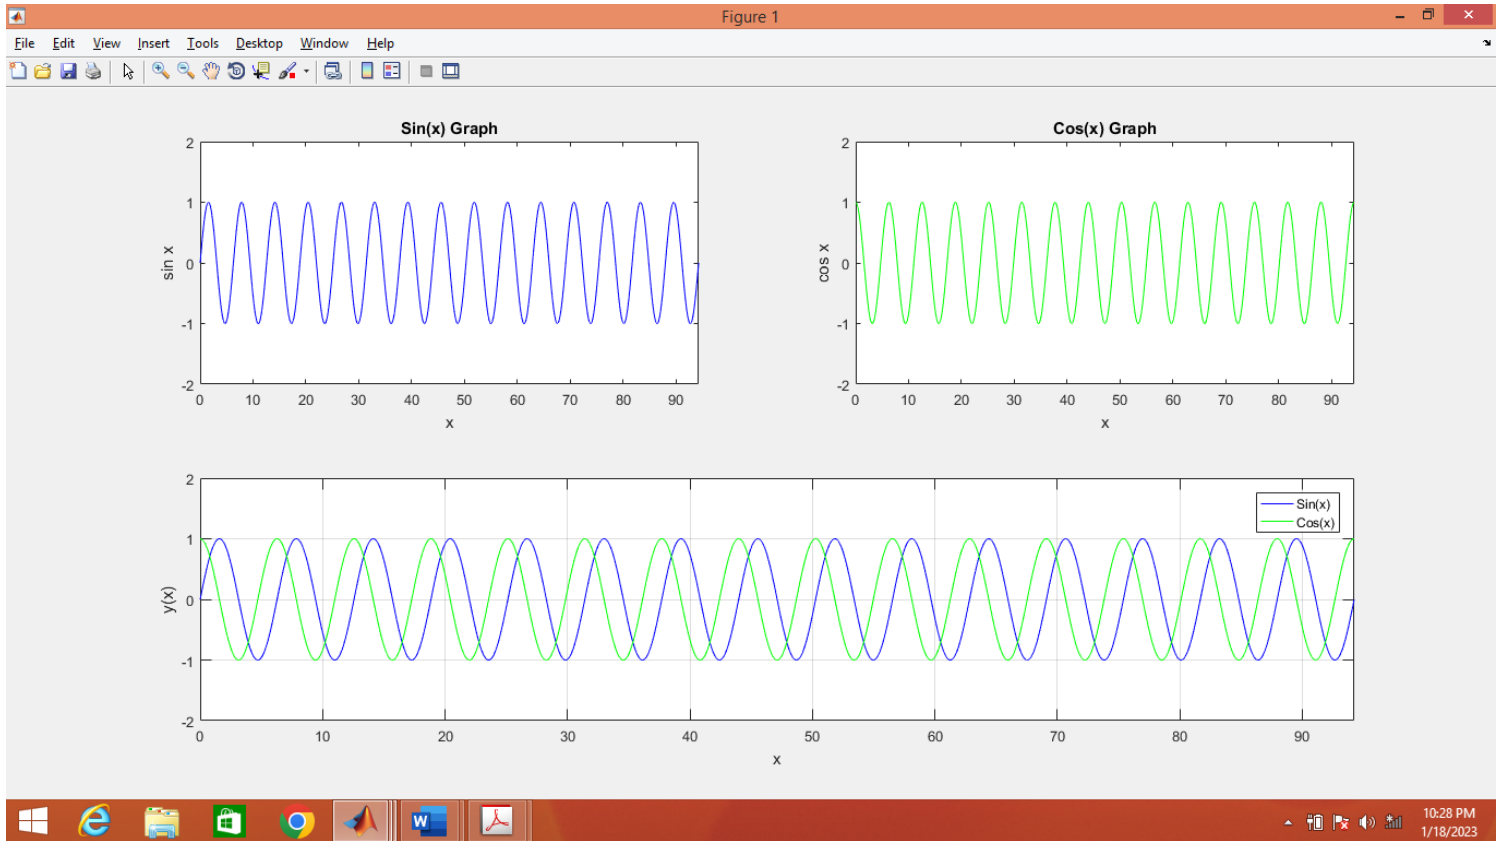 Figure 1
File Edit View Insert Tools Desktop Window Help
Sin(x) Graph
2
1
0
-1
-2
sin x
0 10 20 30 40 50 60 70 80 90
x
Cos(x) Graph
2
1
0
-1
-2
cos x
0 10 20 30 40 50 60 70 80 90
x
2
1
0
-1
-2
y(x)
Sin(x)
Cos(x)
0 10 20 30 40 50 60 70 80 90
x
10:28 PM
1/18/2023